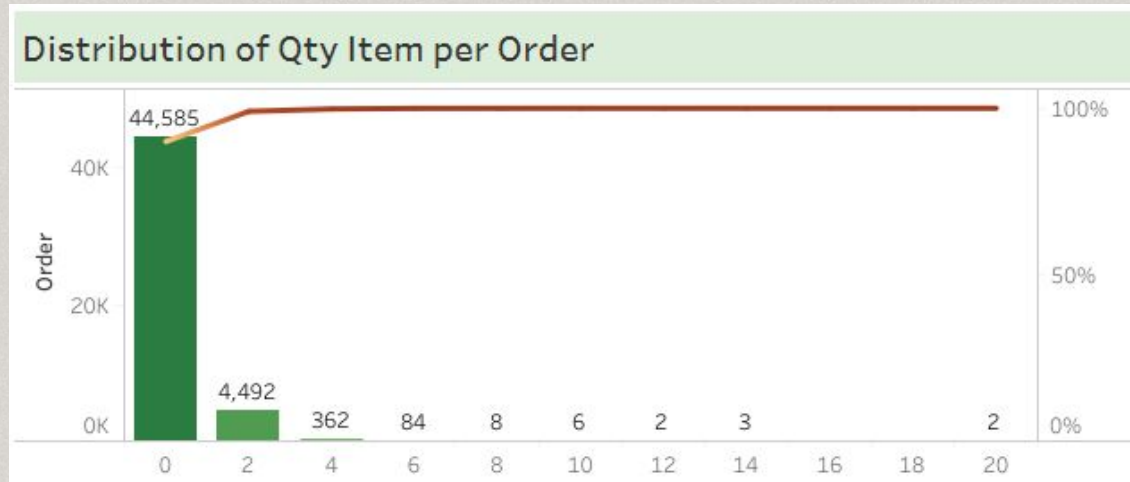 Distribution of Qty Item per Order
44,585
100%
40K
Order
50%
20K
4,492
362 84 8 6 2 3 2
0K
0%
0 2 4 6 8 10 12 14 16 18 20